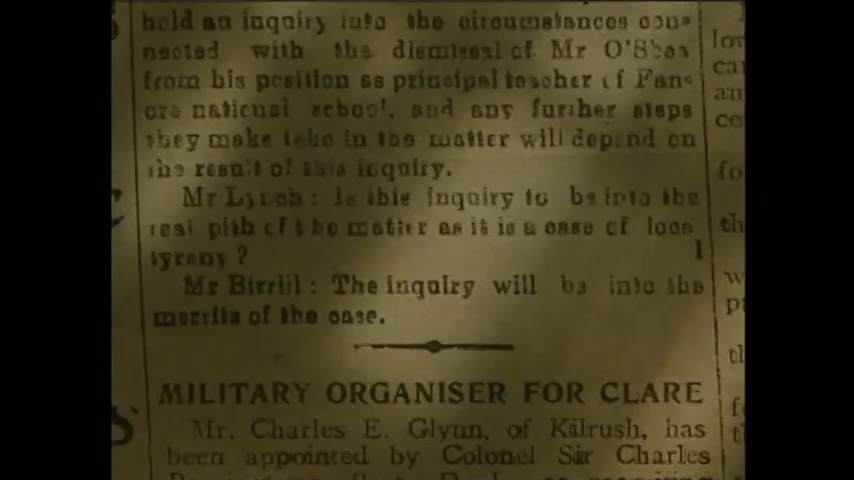 hold an inquiry into the circumstances con-
nected with the dismissal of Mr O'Shea
from his position as principal teacher of Fan-
ore national school, and any further steps
they make take in the matter will depend on
the result of this inquiry.
Mr Lynch: Is this inquiry to be into the
real pith of the matter as it is a case of loca
l
tyrany?
Mr Birrlil: The inquiry will be into the
merrits of the case.
MILITARY ORGANISER FOR CLARE
Mr. Charles E. Glynn, of Kilrush, has
been appointed by Colonel Sir Charles